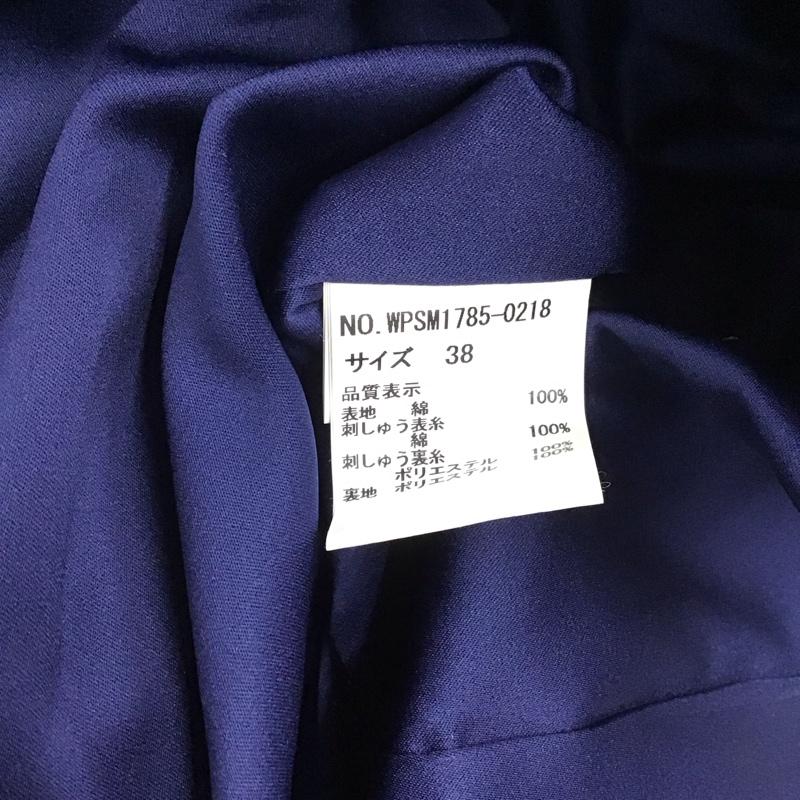 NO.WPSM1785-0218
サイズ 38
品質表示
表地 綿 100%
刺しゅう表糸
綿 100%
刺しゅう裏糸
ポリエステル 100%
裏地 ポリエステル 100%